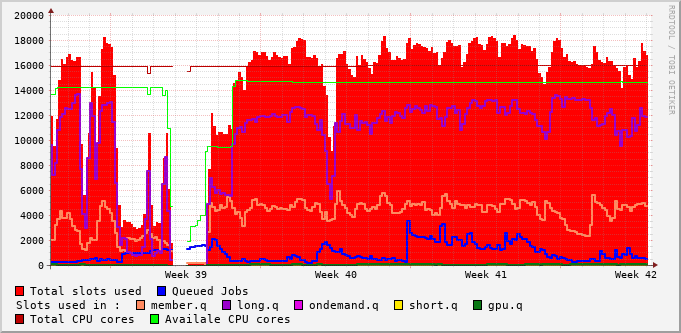 20000
18000
16000
14000
12000
10000
8000
6000
4000
2000
0
Week 39 Week 40 Week 41 Week 42
RRDTOOL / TOBI OETIKER
Total slots used Queued Jobs
Slots used in : member.q long.q ondemand.q short.q gpu.q
Total CPU cores Availale CPU cores